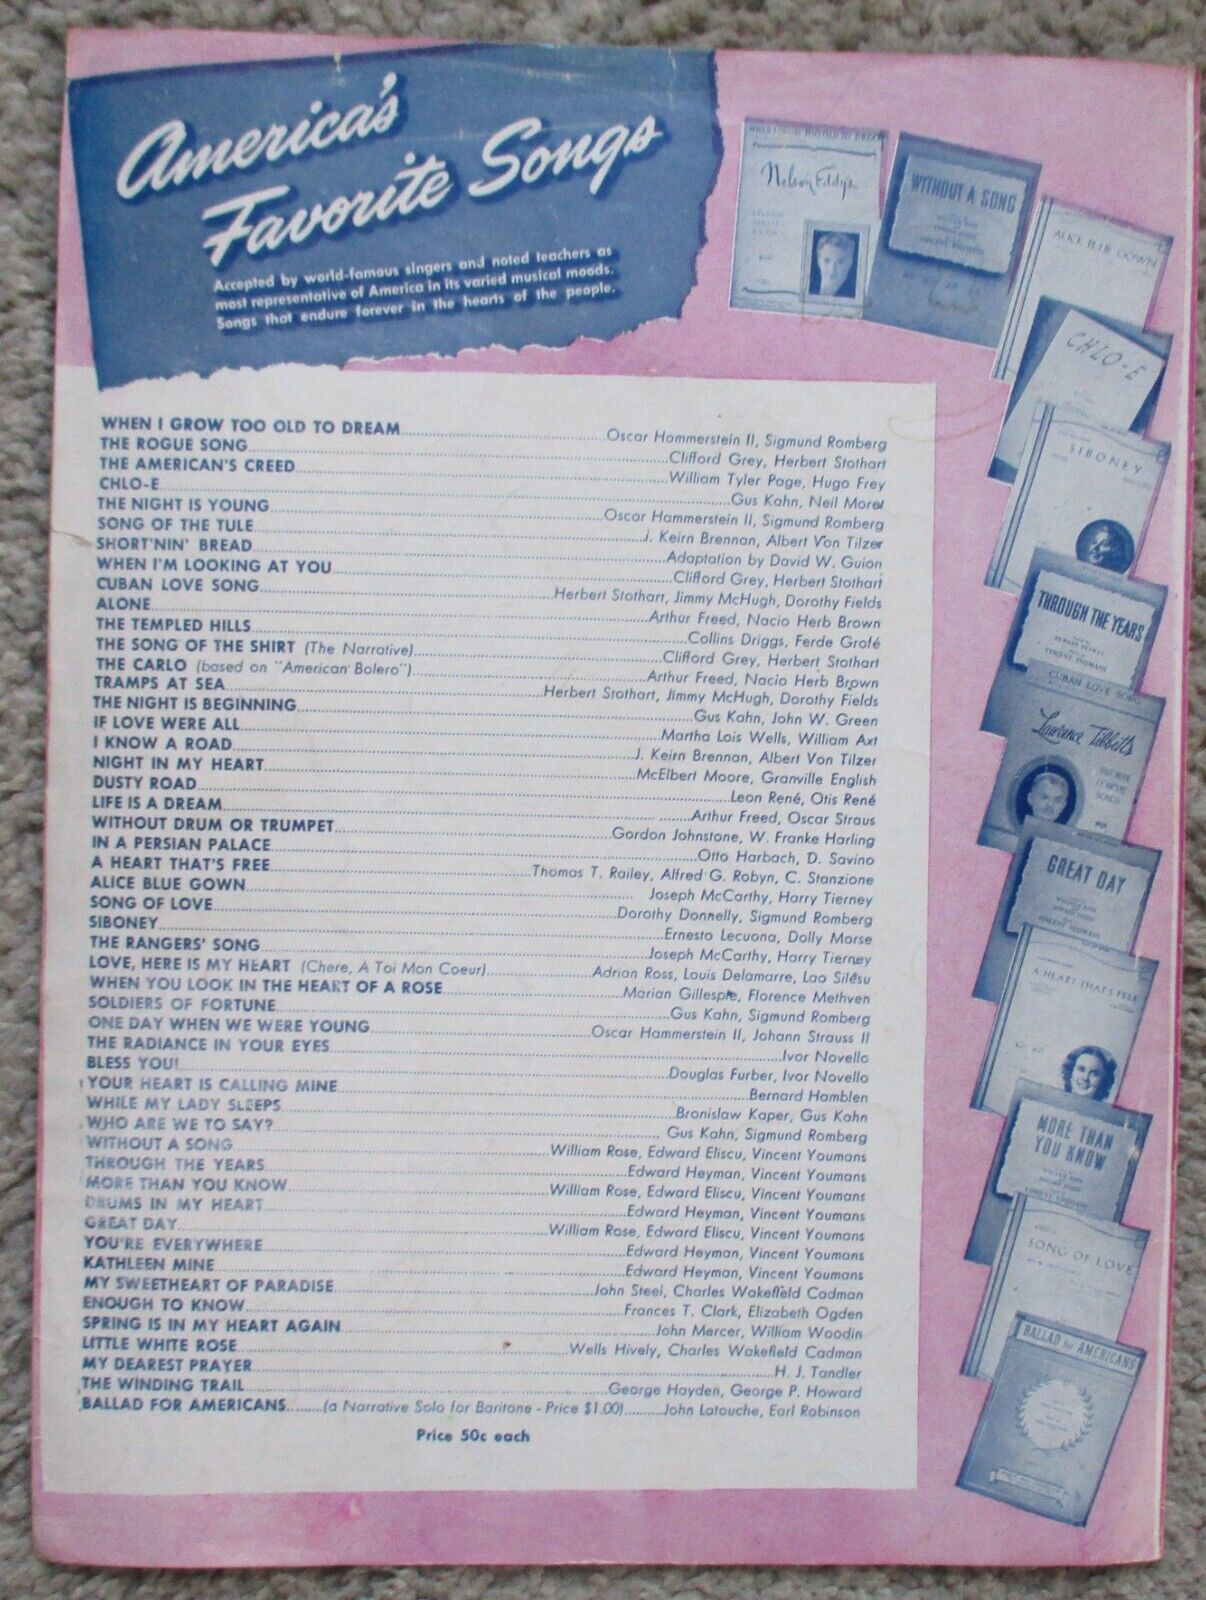 America's
Favorite Songs
Accepted by world-famous singers and noted teachers as
most representative of America in its varied musical moods.
Songs that endure forever in the hearts of the people.
WHEN I GROW TOO OLD TO DREAM Oscar Hammerstein II, Sigmund Romberg
THE ROGUE SONG Clifford Grey, Herbert Stothart
THE AMERICAN'S CREED William Tyler Page, Hugo Frey
CHLO-E Gus Kahn, Neil Moret
THE NIGHT IS YOUNG Oscar Hammerstein II, Sigmund Romberg
SONG OF THE TULE J. Keirn Brennan, Albert Von Tilzer
SHORT'NIN' BREAD Adaptation by David W. Guion
WHEN I'M LOOKING AT YOU Clifford Grey, Herbert Stothart
CUBAN LOVE SONG Herbert Stothart, Jimmy McHugh, Dorothy Fields
ALONE Arthur Freed, Nacio Herb Brown
THE TEMPLED HILLS Collins Driggs, Ferde Grofé
THE SONG OF THE SHIRT (The Narrative) Clifford Grey, Herbert Stothart
THE CARLO (based on "American Bolero") Arthur Freed, Nacio Herb Brown
TRAMPS AT SEA Herbert Stothart, Jimmy McHugh, Dorothy Fields
THE NIGHT IS BEGINNING Gus Kahn, John W. Green
IF LOVE WERE ALL Martha Lois Wells, William Axt
I KNOW A ROAD J. Keirn Brennan, Albert Von Tilzer
NIGHT IN MY HEART McElbert Moore, Granville English
DUSTY ROAD Leon René, Otis René
LIFE IS A DREAM Arthur Freed, Oscar Straus
WITHOUT DRUM OR TRUMPET Gordon Johnstone, W. Franke Harling
IN A PERSIAN PALACE Otto Harbach, D. Savino
A HEART THAT'S FREE Thomas T. Railey, Alfred G. Robyn, C. Stanzione
ALICE BLUE GOWN Joseph McCarthy, Harry Tierney
SONG OF LOVE Dorothy Donnelly, Sigmund Romberg
SIBONEY Ernesto Lecuona, Dolly Morse
THE RANGERS' SONG Joseph McCarthy, Harry Tierney
LOVE, HERE IS MY HEART (Chere, A Toi Mon Coeur) Adrian Ross, Louis Delamarre, Lao Silésu
WHEN YOU LOOK IN THE HEART OF A ROSE Marian Gillespie, Florence Methven
SOLDIERS OF FORTUNE Gus Kahn, Sigmund Romberg
ONE DAY WHEN WE WERE YOUNG Oscar Hammerstein II, Johann Strauss II
THE RADIANCE IN YOUR EYES Ivor Novello
BLESS YOU! Douglas Furber, Ivor Novello
YOUR HEART IS CALLING MINE Bernard Hamblen
WHILE MY LADY SLEEPS Bronislaw Kaper, Gus Kahn
WHO ARE WE TO SAY? Gus Kahn, Sigmund Romberg
WITHOUT A SONG William Rose, Edward Eliscu, Vincent Youmans
THROUGH THE YEARS Edward Heyman, Vincent Youmans
MORE THAN YOU KNOW William Rose, Edward Eliscu, Vincent Youmans
DRUMS IN MY HEART Edward Heyman, Vincent Youmans
GREAT DAY William Rose, Edward Eliscu, Vincent Youmans
YOU'RE EVERYWHERE Edward Heyman, Vincent Youmans
KATHLEEN MINE Edward Heyman, Vincent Youmans
MY SWEETHEART OF PARADISE John Steel, Charles Wakefield Cadman
ENOUGH TO KNOW Frances T. Clark, Elizabeth Ogden
SPRING IS IN MY HEART AGAIN John Mercer, William Woodin
LITTLE WHITE ROSE Wells Hively, Charles Wakefield Cadman
MY DEAREST PRAYER H. J. Tandler
THE WINDING TRAIL George Hayden, George P. Howard
BALLAD FOR AMERICANS (a Narrative Solo for Baritone - Price $1.00) John Latouche, Earl Robinson
Price 50c each
Nelson Eddy's
WITHOUT A SONG
ALICE BLUE GOWN
CHLO-E
SIBONEY
THROUGH THE YEARS
EDWARD HEYMAN
VINCENT YOUMANS
CUBAN LOVE SONG
Lawrence Tibbett's
FAVORITE
CONCERT
SONGS
GREAT DAY
VINCENT YOUMANS
A HEART THAT'S FREE
MORE THAN
YOU KNOW
VINCENT YOUMANS
SONG OF LOVE
BALLAD for AMERICANS